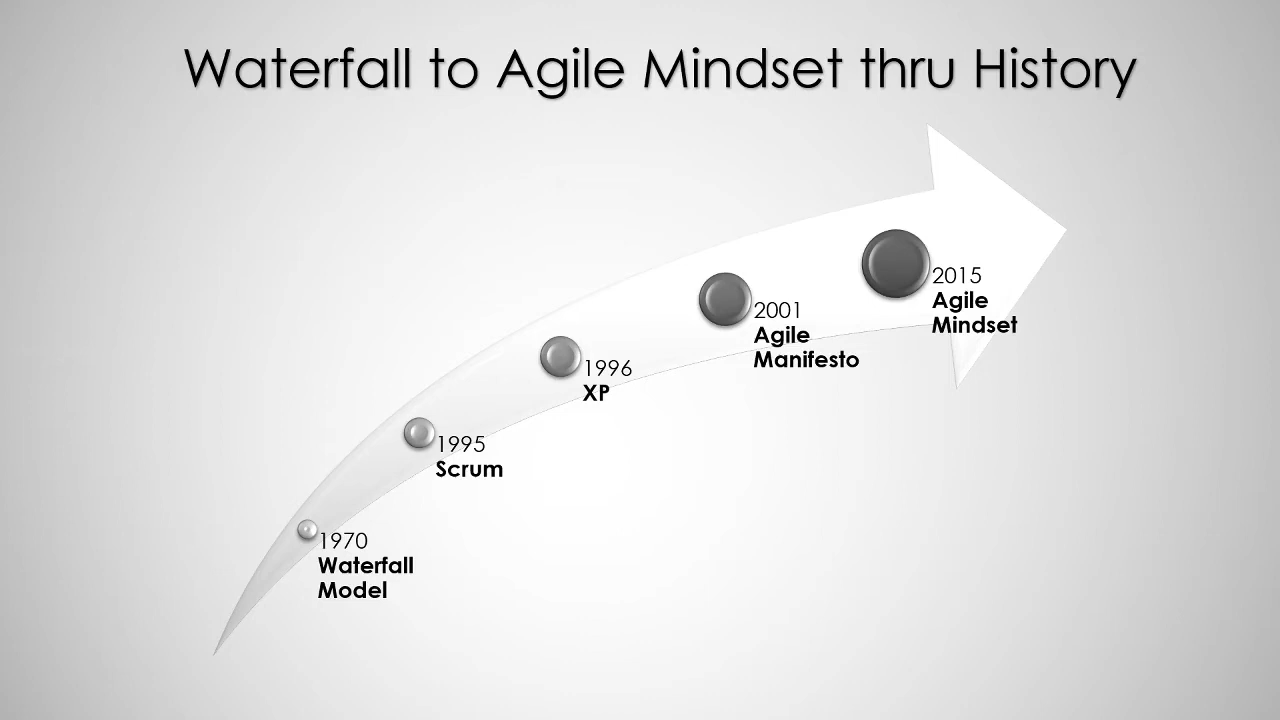 Waterfall to Agile Mindset thru History
1970
Waterfall
Model
1995
Scrum
1996
XP
2001
Agile
Manifesto
2015
Agile
Mindset